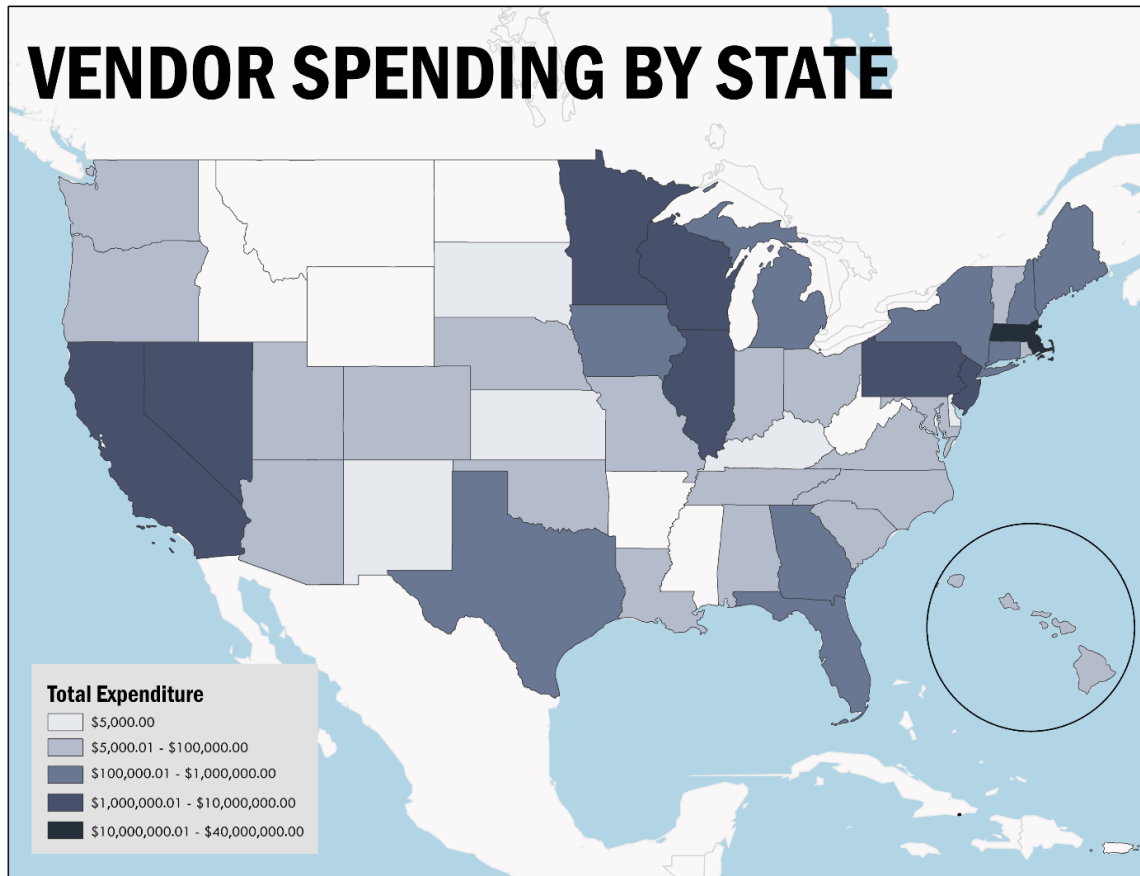 VENDOR SPENDING BY STATE
Total Expenditure
$5,000.00
$5,000.01 - $100,000.00
$100,000.01 - $1,000,000.00
$1,000,000.01 - $10,000,000.00
$10,000,000.01 - $40,000,000.00